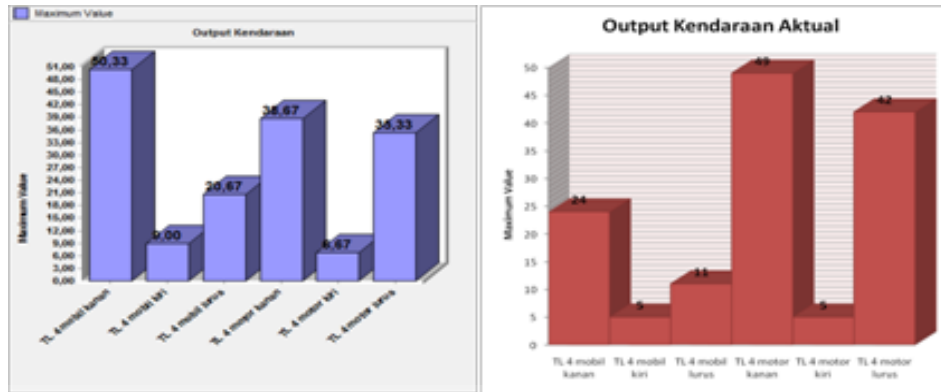 Maximum Value
Output Kendaraan
Maximum Value
51,00
48,00
45,00
42,00
39,00
36,00
33,00
30,00
27,00
24,00
21,00
18,00
15,00
12,00
9,00
6,00
3,00
0,00
50,33
9,00
20,67
38,67
6,67
35,33
TL 4 mobil kanan
TL 4 mobil kiri
TL 4 mobil lurus
TL 4 motor kanan
TL 4 motor kiri
TL 4 motor lurus
Output Kendaraan Aktual
Maximum Value
50
45
40
35
30
25
20
15
10
5
0
24
5
11
49
5
42
TL 4 mobil
kanan
TL 4 mobil
kiri
TL 4 mobil
lurus
TL 4 motor
kanan
TL 4 motor
kiri
TL 4 motor
lurus